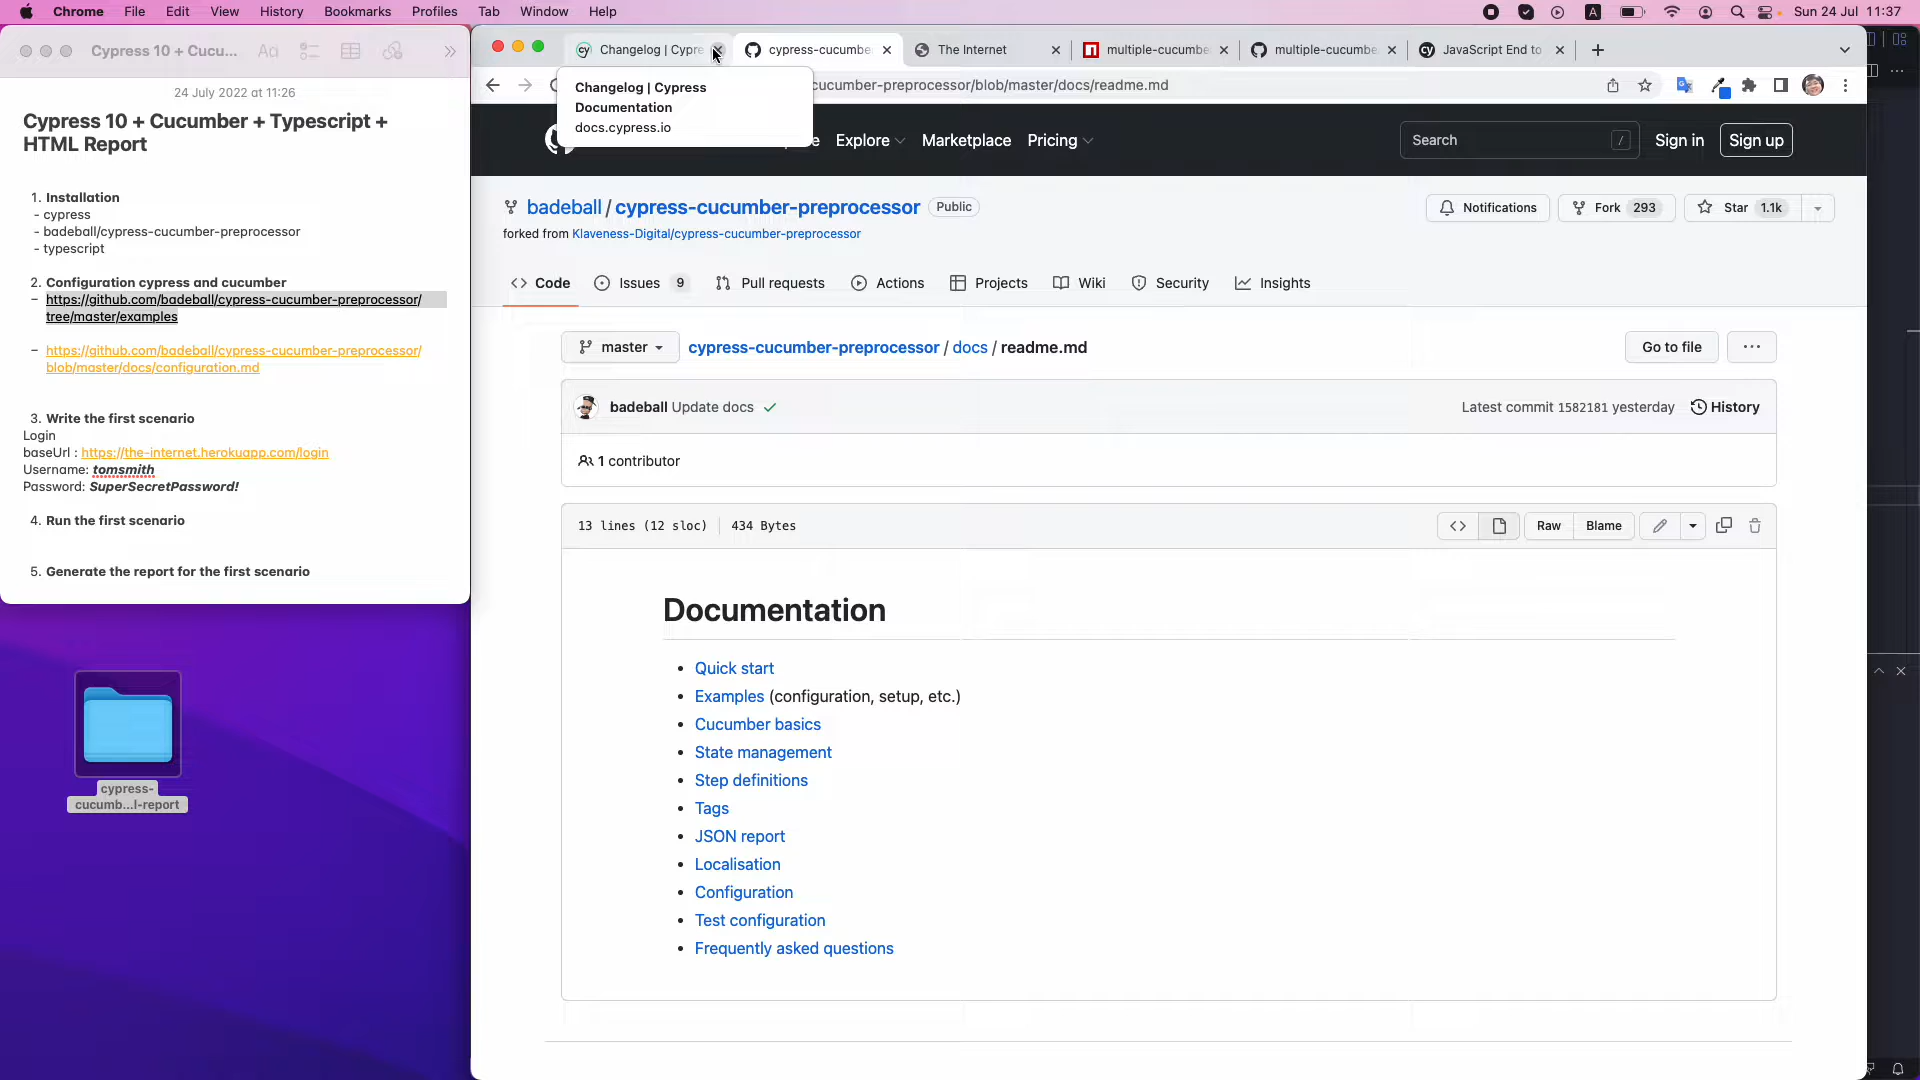 Chrome File Edit View History Bookmarks Profiles Tab Window Help A Sun 24 Jul 11:37
Cypress 10 + Cucu... Aa
24 July 2022 at 11:26
Cypress 10 + Cucumber + Typescript +
HTML Report
1. Installation
- cypress
- badeball/cypress-cucumber-preprocessor
- typescript
2. Configuration cypress and cucumber
- https://github.com/badeball/cypress-cucumber-preprocessor/
tree/master/examples
- https://github.com/badeball/cypress-cucumber-preprocessor/
blob/master/docs/configuration.md
3. Write the first scenario
Login
baseUrl : https://the-internet.herokuapp.com/login
Username: tomsmith
Password: SuperSecretPassword!
4. Run the first scenario
5. Generate the report for the first scenario
cypress-
cucumb...l-report
cy Changelog | Cypre cypress-cucumbe The Internet multiple-cucumbe multiple-cucumbe cy JavaScript End to
ucumber-preprocessor/blob/master/docs/readme.md
Changelog | Cypress
Documentation
docs.cypress.io
Explore Marketplace Pricing Search / Sign in Sign up
badeball / cypress-cucumber-preprocessor Public Notifications Fork 293 Star 1.1k
forked from Klaveness-Digital/cypress-cucumber-preprocessor
Code Issues 9 Pull requests Actions Projects Wiki Security Insights
master cypress-cucumber-preprocessor / docs / readme.md Go to file ...
badeball Update docs Latest commit 1582181 yesterday History
1 contributor
13 lines (12 sloc) 434 Bytes <> Raw Blame
Documentation
• Quick start
• Examples (configuration, setup, etc.)
• Cucumber basics
• State management
• Step definitions
• Tags
• JSON report
• Localisation
• Configuration
• Test configuration
• Frequently asked questions